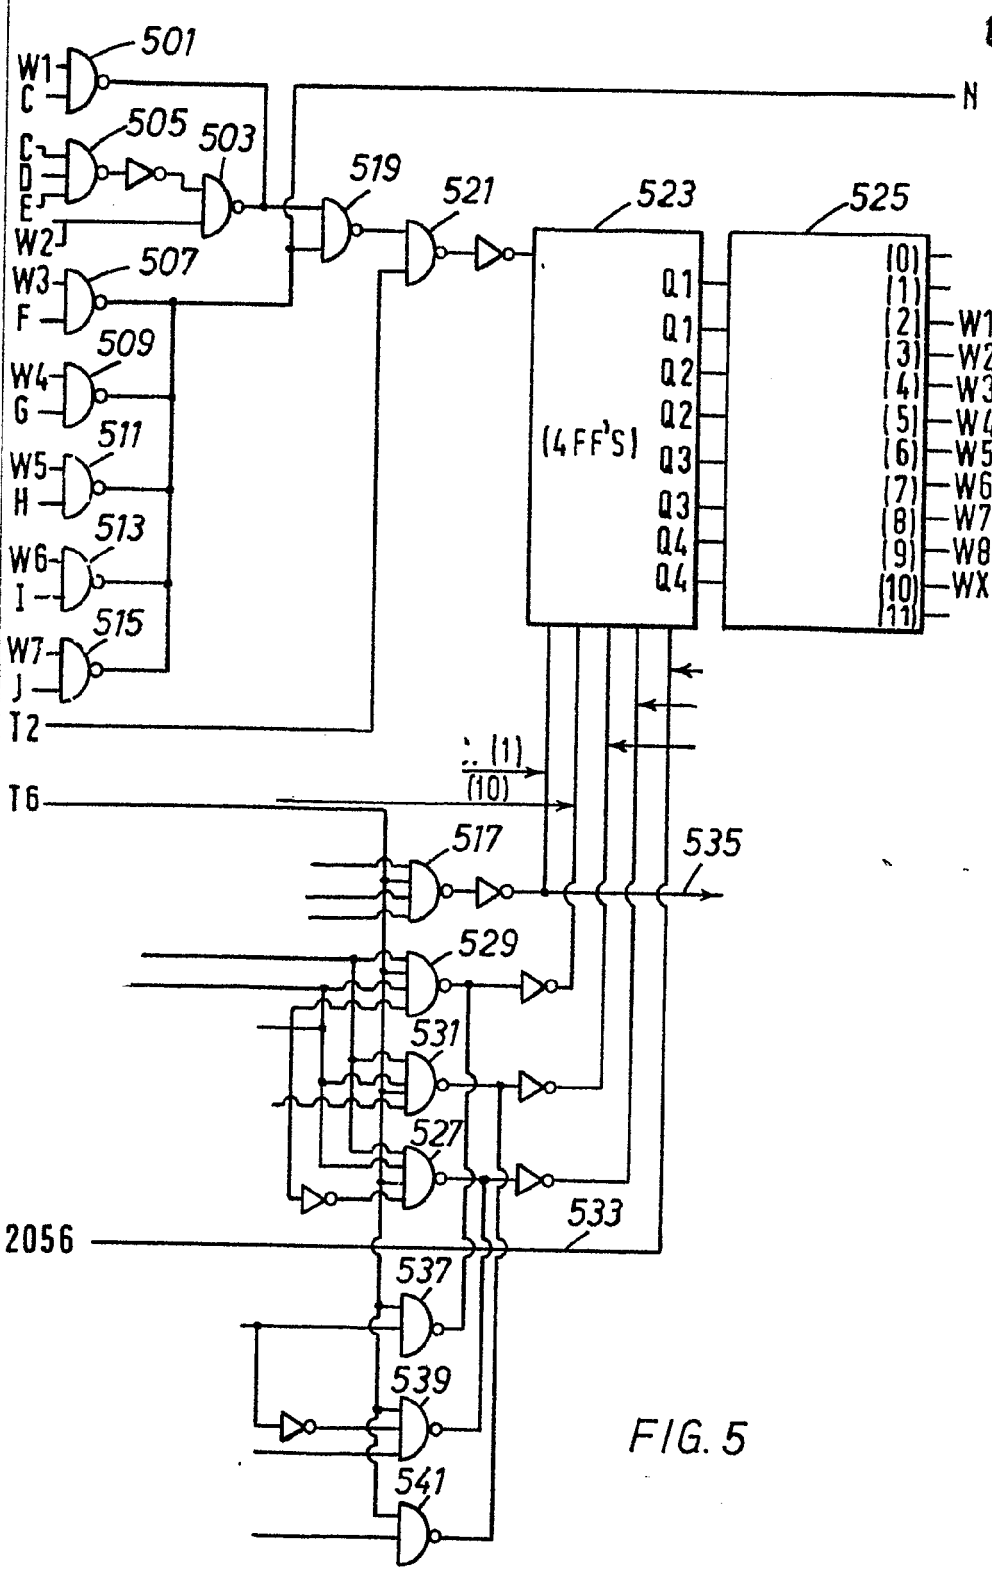 501
W1
C
N
505
503
C
D
E
W2
519
521
523
525
507
W3
F
509
W4
G
511
W5
H
513
W6
I
515
W7
J
T2
Q1
Q1
Q2
Q2
(4FF'S)
Q3
Q3
Q4
Q4
(0)
(1)
(2) W1
(3) W2
(4) W3
(5) W4
(6) W5
(7) W6
(8) W7
(9) W8
(10) WX
(11)
(1)
(10)
T6
517
535
529
531
527
2056
533
537
539
541
FIG. 5